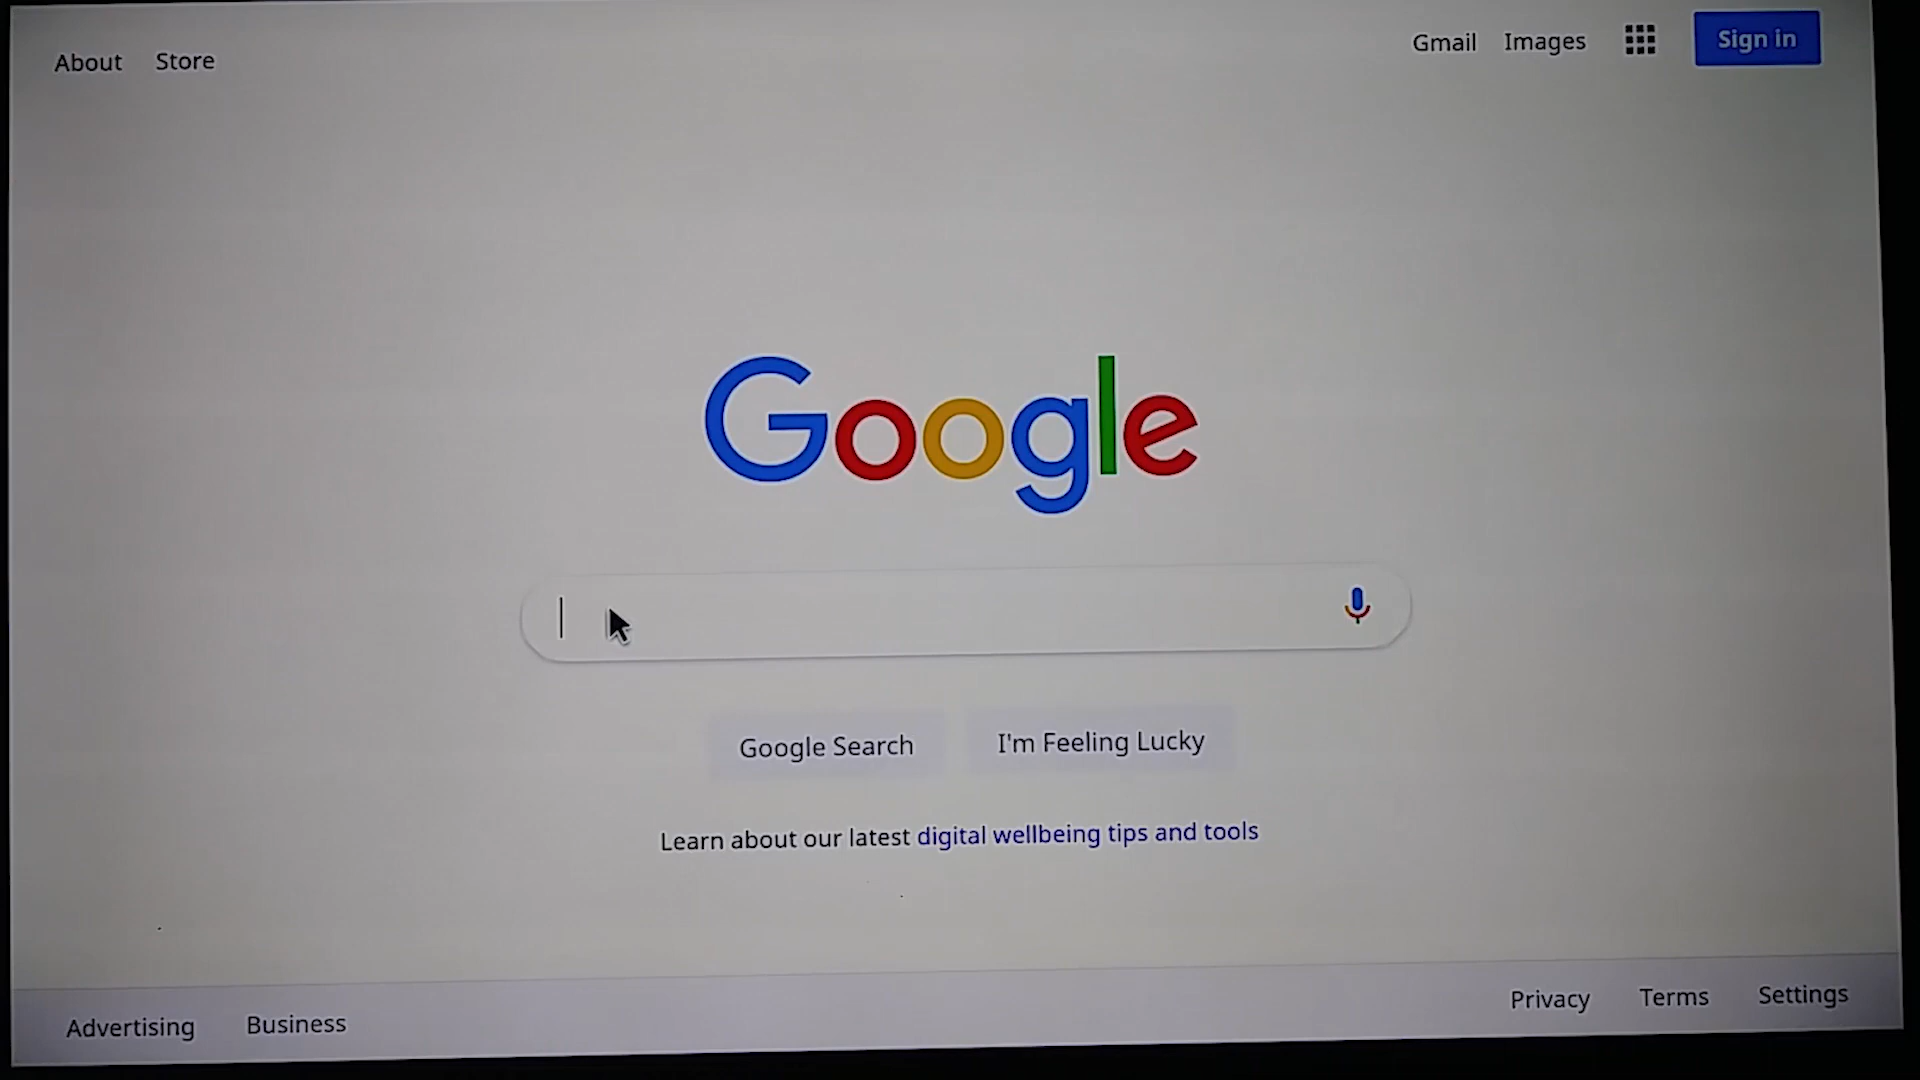 About Store Gmail Images Sign in
Google
Google Search I'm Feeling Lucky
Learn about our latest digital wellbeing tips and tools
Advertising Business Privacy Terms Settings